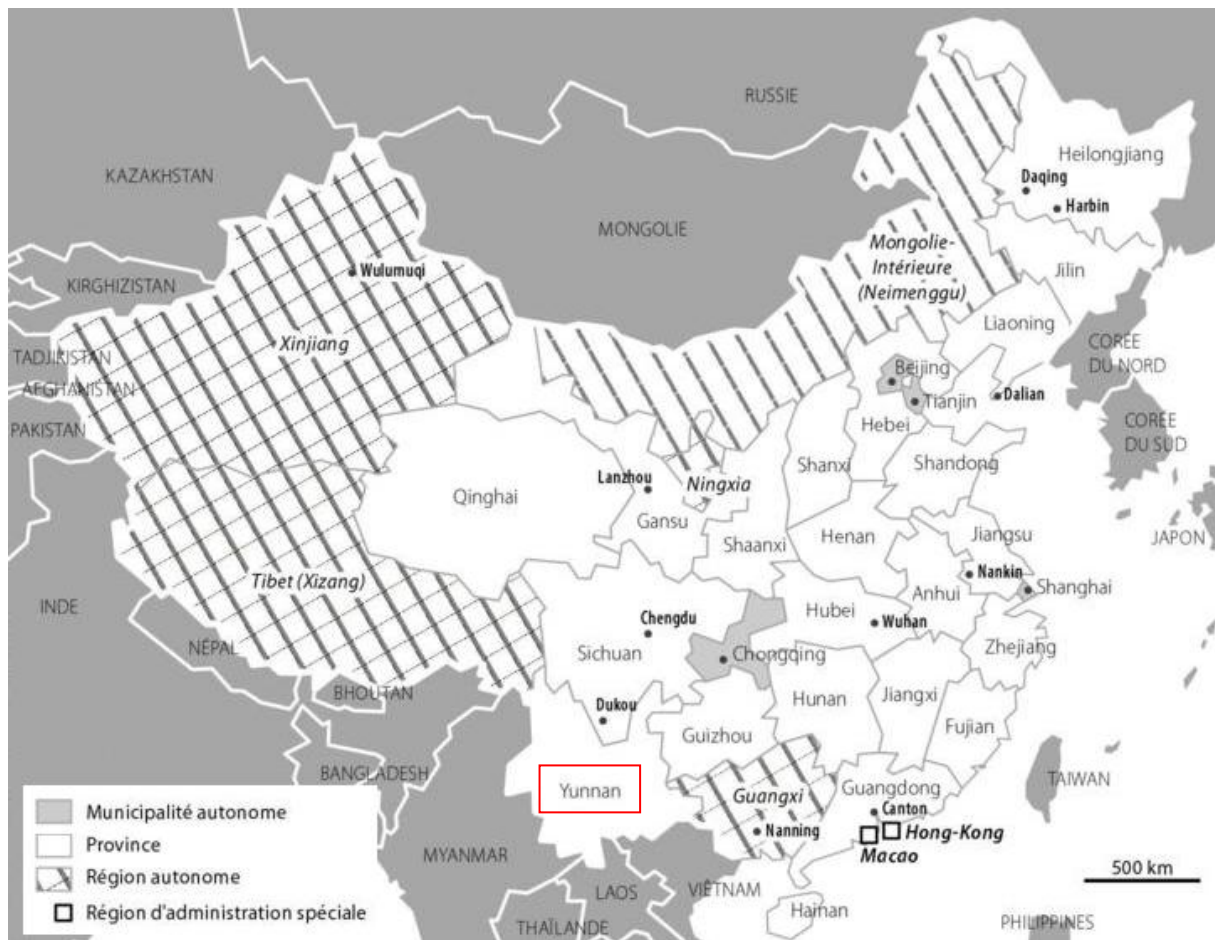 RUSSIE
KAZAKHSTAN
Heilongjiang
Daqing
Harbin
MONGOLIE
Mongolie-
Intérieure
(Neimenggu)
Jilin
Wulumuqi
KIRGHIZISTAN
Liaoning
Xinjiang
CORÉE
DU NORD
TADJIKISTAN
Beijing
AFGHANISTAN
Tianjin
Dalian
PAKISTAN
Hebei
CORÉE
DU SUD
Shanxi
Shandong
Lanzhou
Ningxia
Qinghai
Gansu
Shaanxi
Henan
Jiangsu
JAPON
Tibet (Xizang)
Nankin
Shanghai
Anhui
INDE
Hubei
Wuhan
Chengdu
NÉPAL
Sichuan
Chongqing
Zhejiang
BHOUTAN
Hunan
Jiangxi
Dukou
Guizhou
Fujian
BANGLADESH
TAIWAN
Yunnan
Guangxi
Guangdong
Canton
Nanning
Hong-Kong
Macao
MYANMAR
500 km
LAOS
VIÊTNAM
Hainan
THAÏLANDE
PHILIPPINES
Municipalité autonome
Province
Région autonome
Région d'administration spéciale